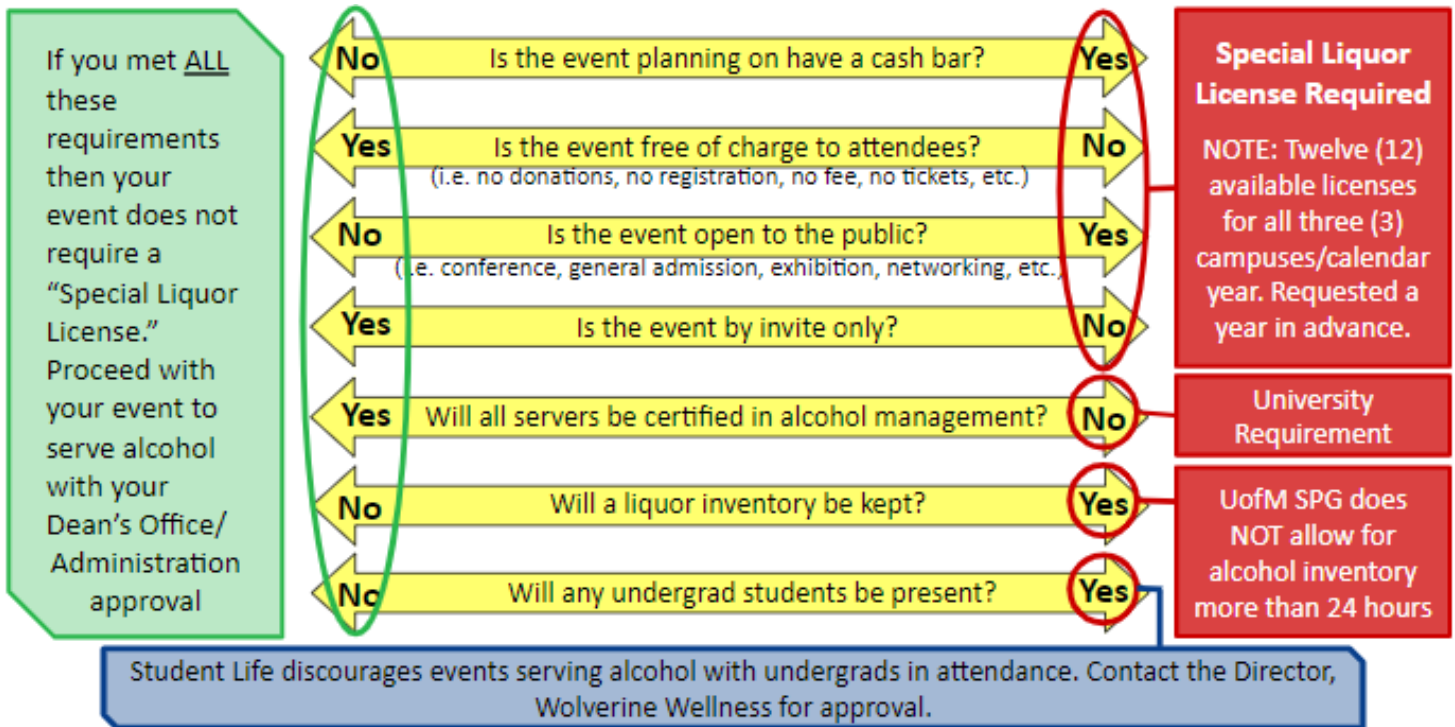 If you met ALL
these
requirements
then your
event does not
require a
“Special Liquor
License.”
Proceed with
your event to
serve alcohol
with your
Dean’s Office/
Administration
approval
No Is the event planning on have a cash bar? Yes
Yes Is the event free of charge to attendees? No
(i.e. no donations, no registration, no fee, no tickets, etc.)
No Is the event open to the public? Yes
(i.e. conference, general admission, exhibition, networking, etc.)
Yes Is the event by invite only? No
Yes Will all servers be certified in alcohol management? No
No Will a liquor inventory be kept? Yes
No Will any undergrad students be present? Yes
Special Liquor
License Required
NOTE: Twelve (12)
available licenses
for all three (3)
campuses/calendar
year. Requested a
year in advance.
University
Requirement
UofM SPG does
NOT allow for
alcohol inventory
more than 24 hours
Student Life discourages events serving alcohol with undergrads in attendance. Contact the Director,
Wolverine Wellness for approval.